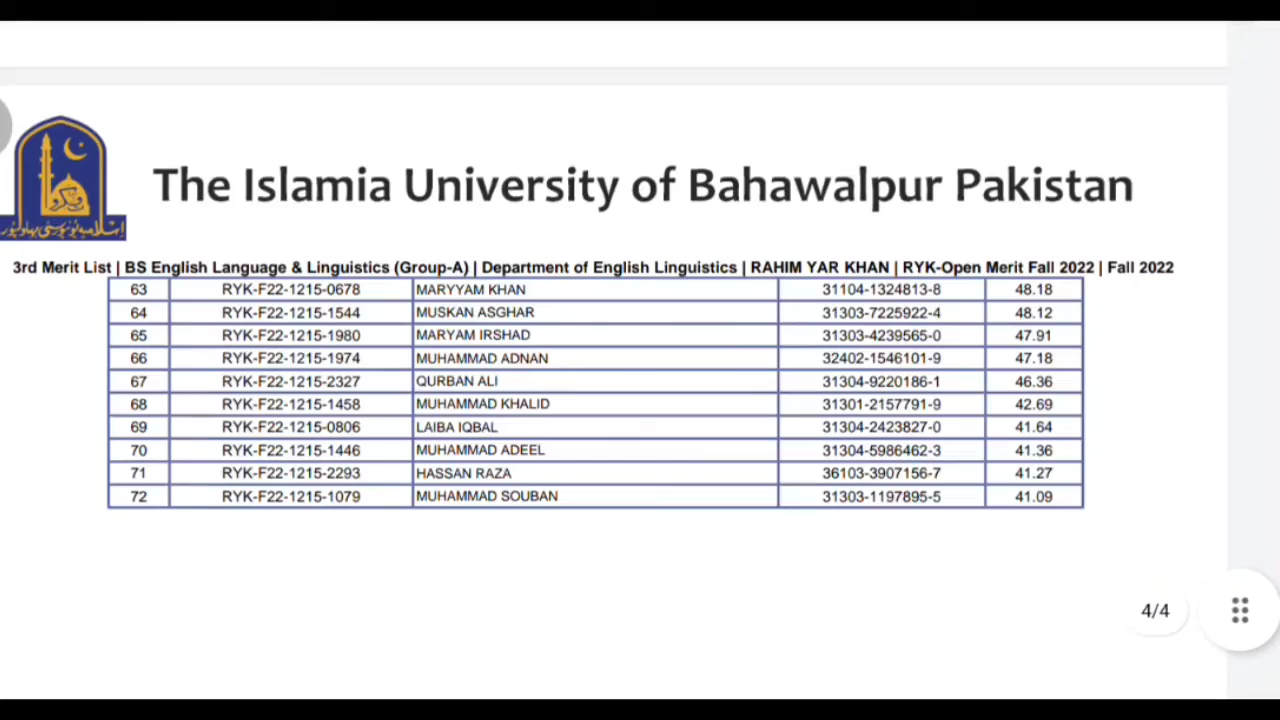 The Islamia University of Bahawalpur Pakistan
اسلامیہ یونیورسٹی بہاولپور
3rd Merit List | BS English Language & Linguistics (Group-A) | Department of English Linguistics | RAHIM YAR KHAN | RYK-Open Merit Fall 2022 | Fall 2022
63 RYK-F22-1215-0678 MARYYAM KHAN 31104-1324813-8 48.18
64 RYK-F22-1215-1544 MUSKAN ASGHAR 31303-7225922-4 48.12
65 RYK-F22-1215-1980 MARYAM IRSHAD 31303-4239565-0 47.91
66 RYK-F22-1215-1974 MUHAMMAD ADNAN 32402-1546101-9 47.18
67 RYK-F22-1215-2327 QURBAN ALI 31304-9220186-1 46.36
68 RYK-F22-1215-1458 MUHAMMAD KHALID 31301-2157791-9 42.69
69 RYK-F22-1215-0806 LAIBA IQBAL 31304-2423827-0 41.64
70 RYK-F22-1215-1446 MUHAMMAD ADEEL 31304-5986462-3 41.36
71 RYK-F22-1215-2293 HASSAN RAZA 36103-3907156-7 41.27
72 RYK-F22-1215-1079 MUHAMMAD SOUBAN 31303-1197895-5 41.09
4/4